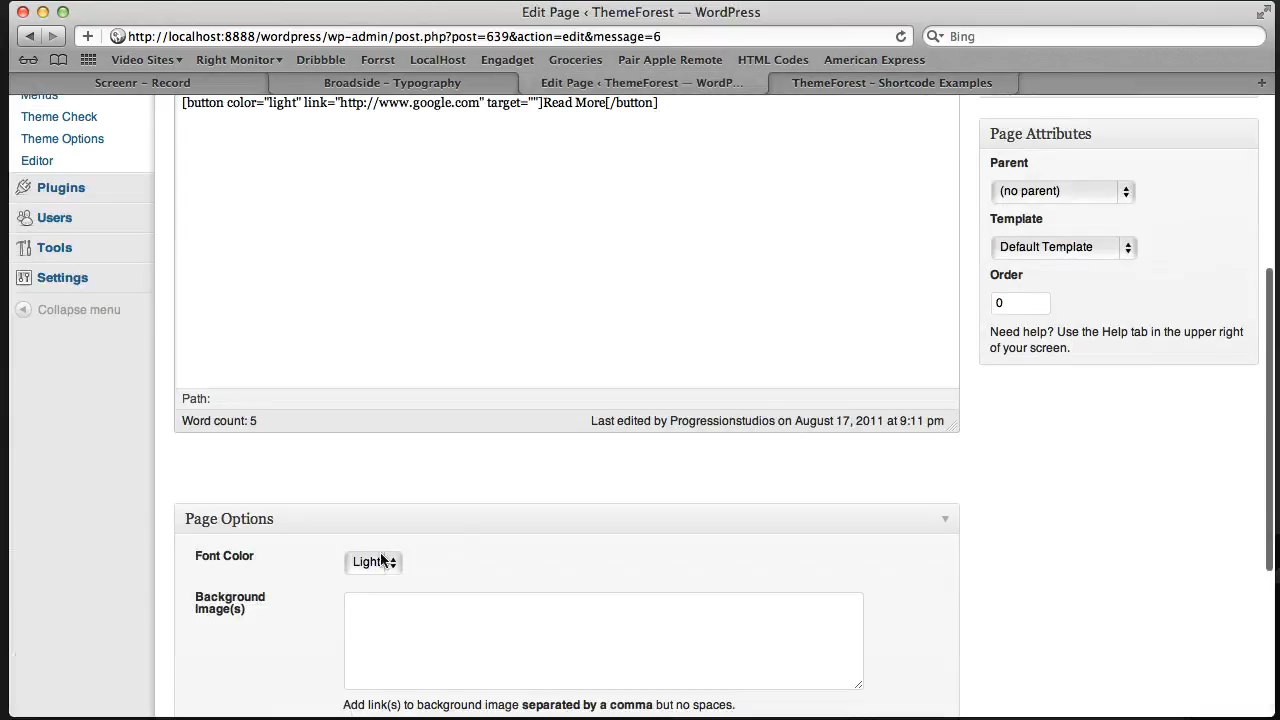 Edit Page ‹ ThemeForest — WordPress
http://localhost:8888/wordpress/wp-admin/post.php?post=639&action=edit&message=6
Bing
Video Sites Right Monitor Dribbble Forrst LocalHost Engadget Groceries Pair Apple Remote HTML Codes American Express
Screenr – Record
Broadside – Typography
Edit Page ‹ ThemeForest — WordP...
ThemeForest – Shortcode Examples
Menus
Theme Check
Theme Options
Editor
Plugins
Users
Tools
Settings
Collapse menu
[button color="light" link="http://www.google.com" target=""]Read More[/button]
Path:
Word count: 5
Last edited by Progressionstudios on August 17, 2011 at 9:11 pm
Page Options
Font Color
Light
Background
Image(s)
Add link(s) to background image separated by a comma but no spaces.
Page Attributes
Parent
(no parent)
Template
Default Template
Order
0
Need help? Use the Help tab in the upper right
of your screen.